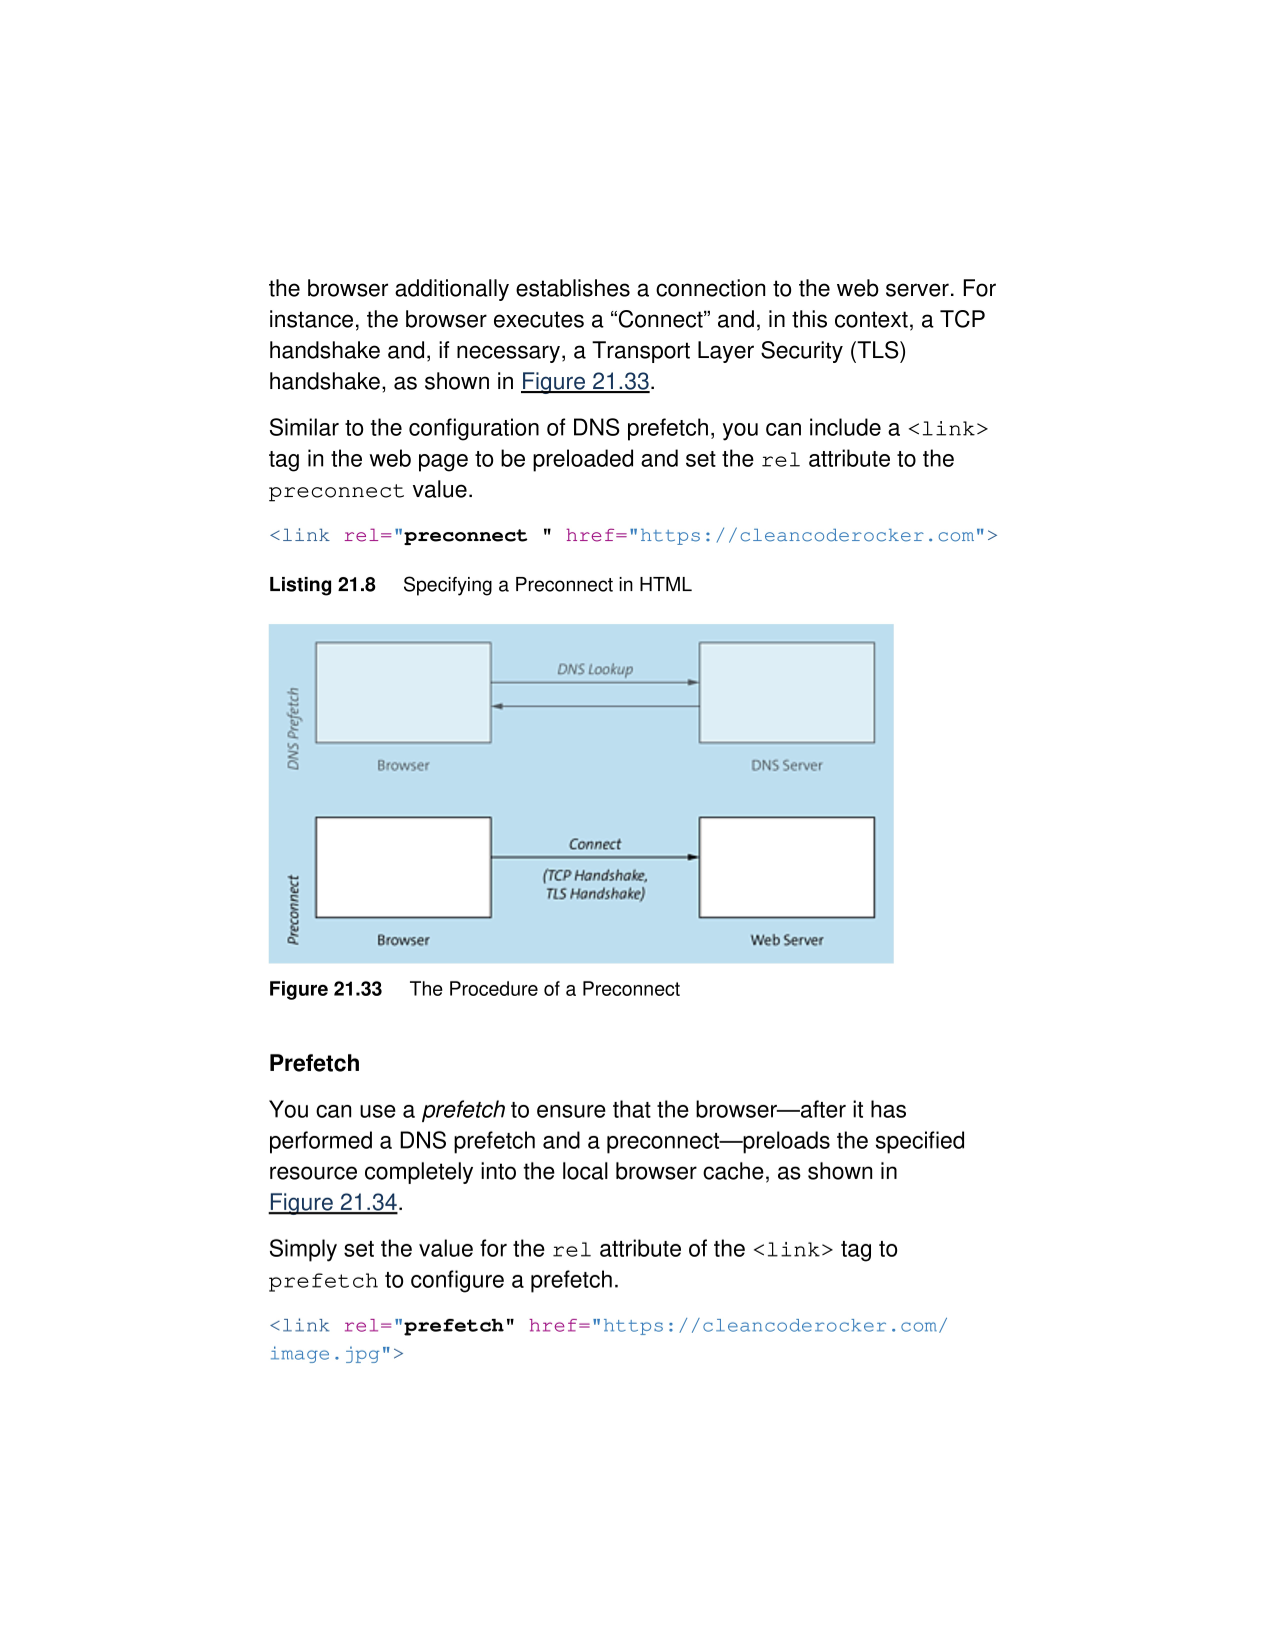 the browser additionally establishes a connection to the web server. For
instance, the browser executes a “Connect” and, in this context, a TCP
handshake and, if necessary, a Transport Layer Security (TLS)
handshake, as shown in Figure 21.33.
Similar to the configuration of DNS prefetch, you can include a <link>
tag in the web page to be preloaded and set the rel attribute to the
preconnect value.
<link rel="preconnect " href="https://cleancoderocker.com">
Listing 21.8 Specifying a Preconnect in HTML
DNS Prefetch
DNS Lookup
Browser
DNS Server
Preconnect
Connect
(TCP Handshake,
TLS Handshake)
Browser
Web Server
Figure 21.33 The Procedure of a Preconnect
Prefetch
You can use a prefetch to ensure that the browser—after it has
performed a DNS prefetch and a preconnect—preloads the specified
resource completely into the local browser cache, as shown in
Figure 21.34.
Simply set the value for the rel attribute of the <link> tag to
prefetch to configure a prefetch.
<link rel="prefetch" href="https://cleancoderocker.com/
image.jpg">